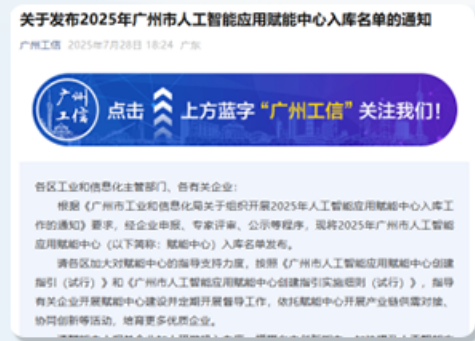 关于发布2025年广州市人工智能应用赋能中心入库名单的通知
广州工信 2025年7月28日 18:24 广东
广州
工信
点击 上方蓝字“广州工信”关注我们！
各区工业和信息化主管部门、各有关企业：
根据《广州市工业和信息化局关于组织开展2025年人工智能应用赋能中心入库工
作的通知》要求，经企业申报、专家评审、公示等程序，现将2025年广州市人工智能
应用赋能中心（以下简称：赋能中心）入库名单发布。
请各区加大对赋能中心的指导支持力度，按照《广州市人工智能应用赋能中心创建
指引（试行）》和《广州市人工智能应用赋能中心创建指引实施细则（试行）》，指导
有关企业开展赋能中心建设并定期开展督导工作，依托赋能中心开展产业链供需对接、
协同创新等活动，培育更多优质企业。